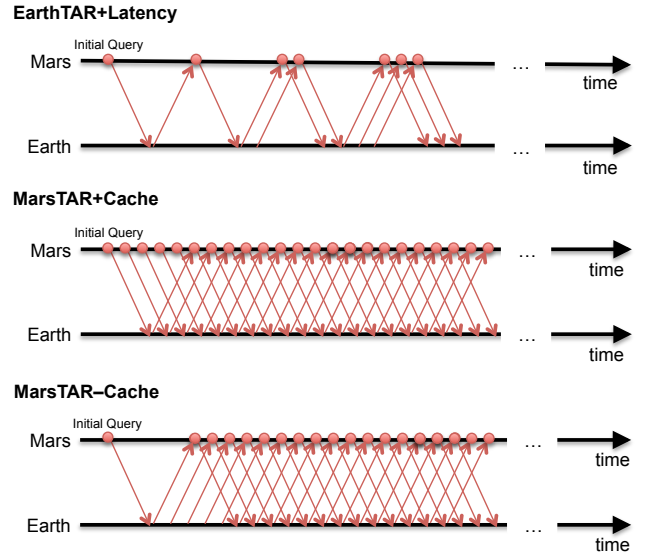 EarthTAR+Latency
Initial Query
Mars
...
time
Earth
...
time
MarsTAR+Cache
Initial Query
Mars
...
time
Earth
...
time
MarsTAR–Cache
Initial Query
Mars
...
time
Earth
...
time